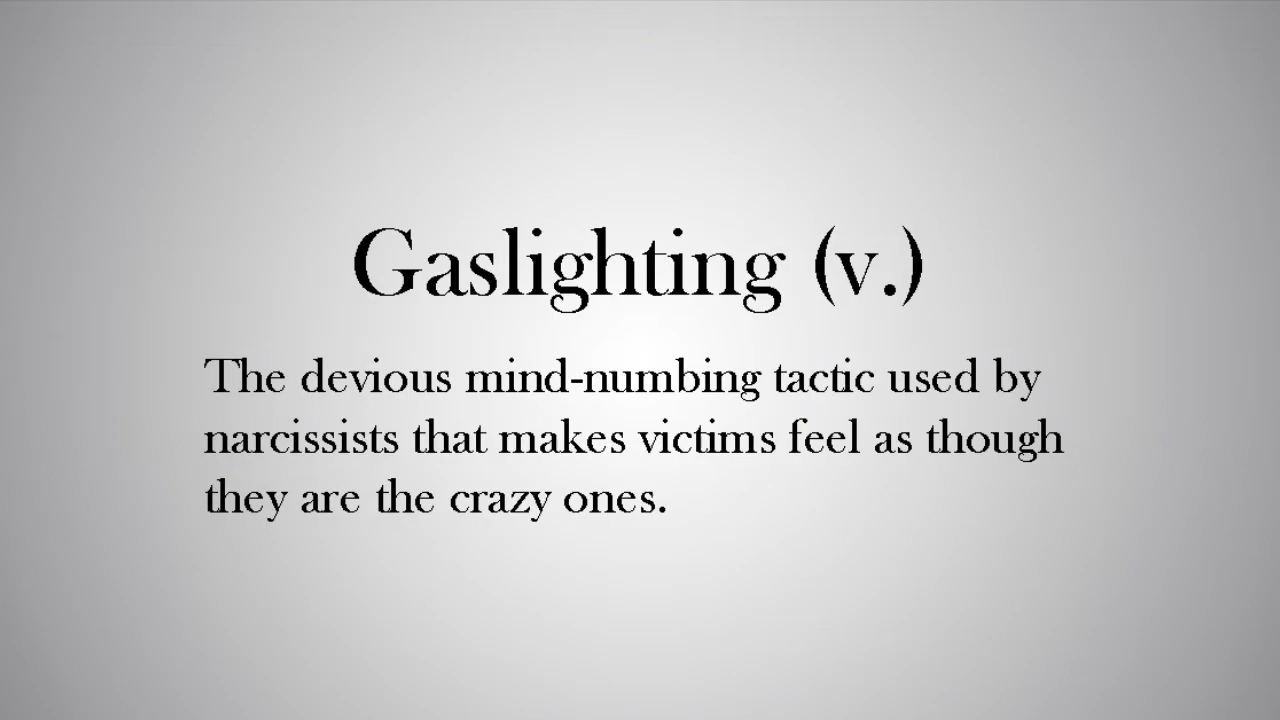 Gaslighting (v.)
The devious mind-numbing tactic used by
narcissists that makes victims feel as though
they are the crazy ones.